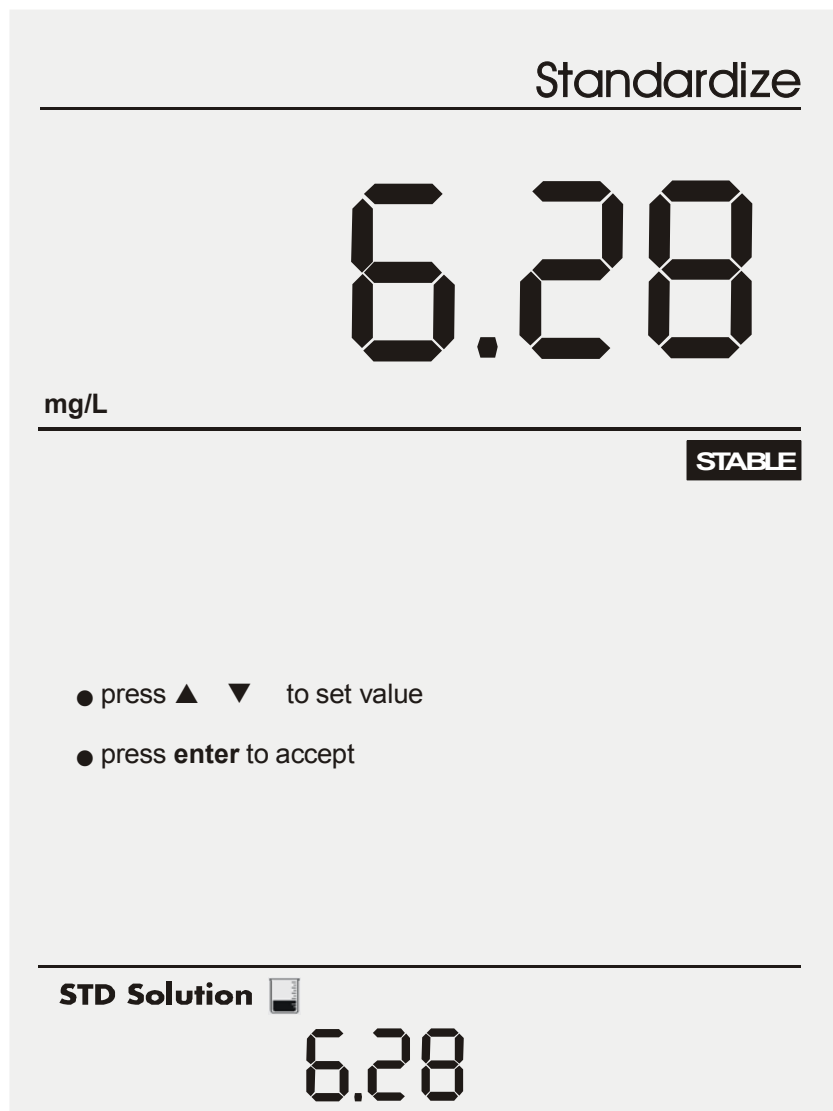 Standardize
6.28
mg/L
STABLE
● press ▲ ▼ to set value
● press enter to accept
STD Solution
6.28